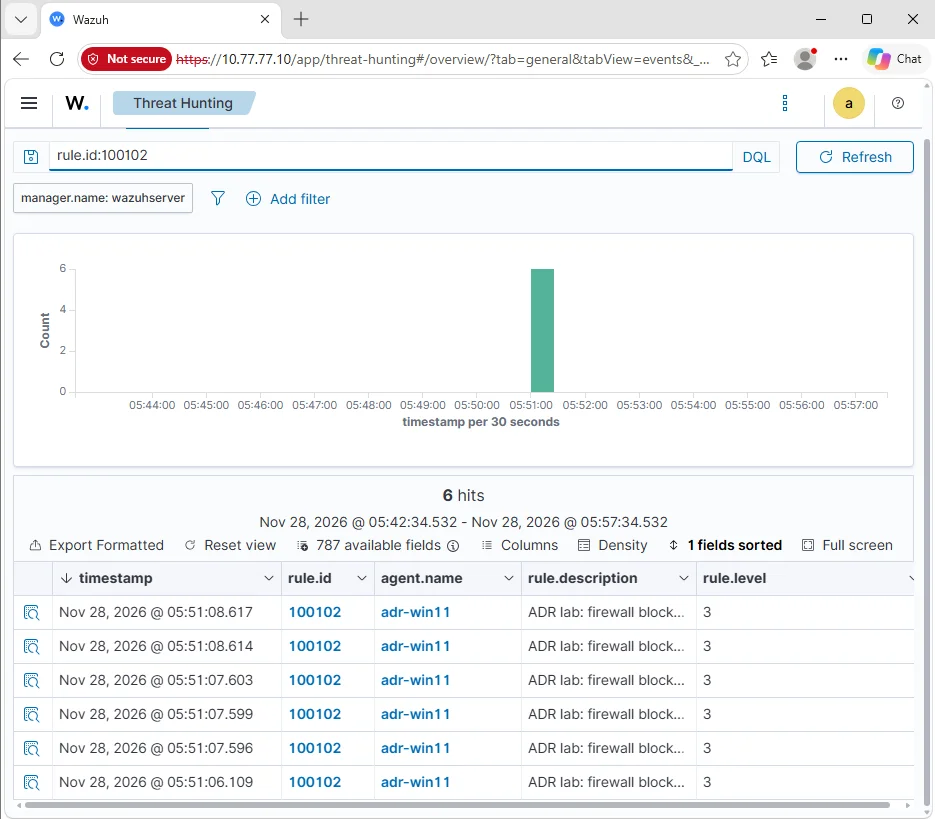 Wazuh
Not secure https://10.77.77.10/app/threat-hunting#/overview/?tab=general&tabView=events&_... Chat
W. Threat Hunting a
rule.id:100102 DQL Refresh
manager.name: wazuhserver Add filter
6
4
2
0
Count
05:44:00 05:45:00 05:46:00 05:47:00 05:48:00 05:49:00 05:50:00 05:51:00 05:52:00 05:53:00 05:54:00 05:55:00 05:56:00 05:57:00
timestamp per 30 seconds
6 hits
Nov 28, 2026 @ 05:42:34.532 - Nov 28, 2026 @ 05:57:34.532
Export Formatted Reset view 787 available fields Columns Density 1 fields sorted Full screen
timestamp rule.id agent.name rule.description rule.level
Nov 28, 2026 @ 05:51:08.617 100102 adr-win11 ADR lab: firewall block... 3
Nov 28, 2026 @ 05:51:08.614 100102 adr-win11 ADR lab: firewall block... 3
Nov 28, 2026 @ 05:51:07.603 100102 adr-win11 ADR lab: firewall block... 3
Nov 28, 2026 @ 05:51:07.599 100102 adr-win11 ADR lab: firewall block... 3
Nov 28, 2026 @ 05:51:07.596 100102 adr-win11 ADR lab: firewall block... 3
Nov 28, 2026 @ 05:51:06.109 100102 adr-win11 ADR lab: firewall block... 3